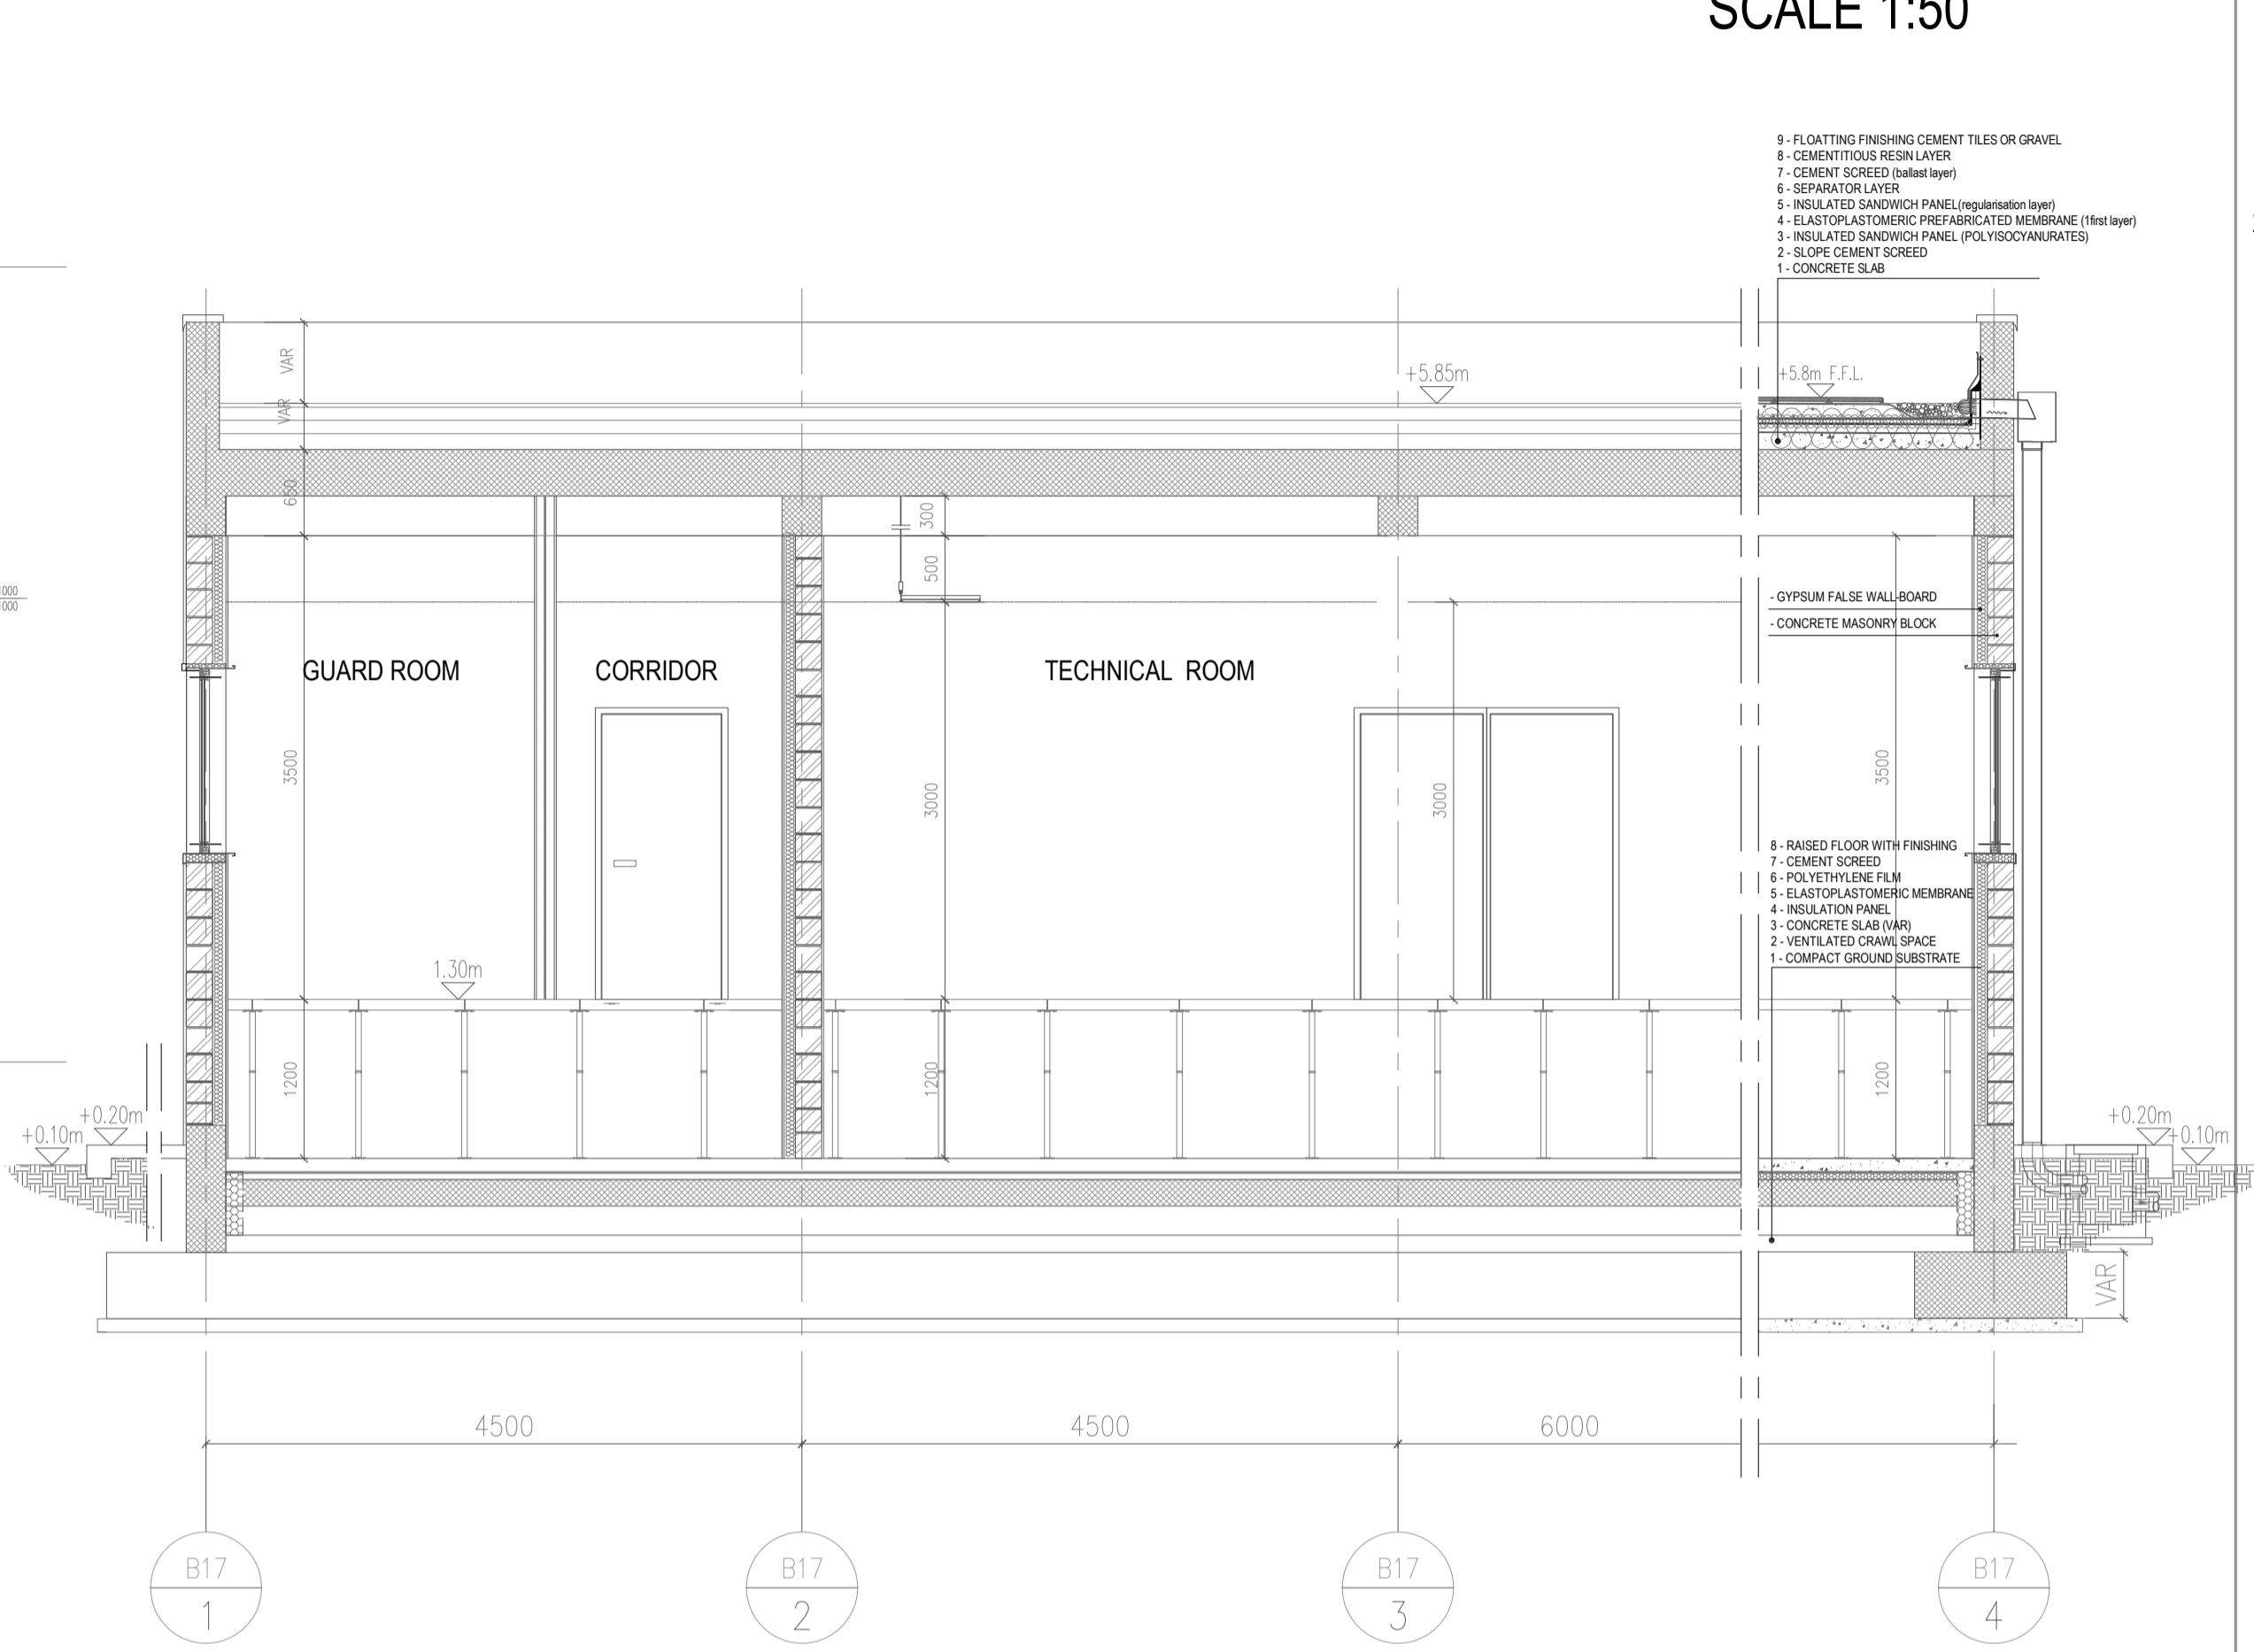 SCALE 1:50
9 - FLOATTING FINISHING CEMENT TILES OR GRAVEL
8 - CEMENTITIOUS RESIN LAYER
7 - CEMENT SCREED (ballast layer)
6 - SEPARATOR LAYER
5 - INSULATED SANDWICH PANEL(regularisation layer)
4 - ELASTOPLASTOMERIC PREFABRICATED MEMBRANE (1first layer)
3 - INSULATED SANDWICH PANEL (POLYISOCYANURATES)
2 - SLOPE CEMENT SCREED
1 - CONCRETE SLAB
VAR
VAR
+5.85m
+5.8m F.F.L.
650
300
500
1000
1000
- GYPSUM FALSE WALL-BOARD
- CONCRETE MASONRY BLOCK
GUARD ROOM
CORRIDOR
TECHNICAL ROOM
3500
3000
3000
3500
8 - RAISED FLOOR WITH FINISHING
7 - CEMENT SCREED
6 - POLYETHYLENE FILM
5 - ELASTOPLASTOMERIC MEMBRANE
4 - INSULATION PANEL
3 - CONCRETE SLAB (VAR)
2 - VENTILATED CRAWL SPACE
1 - COMPACT GROUND SUBSTRATE
1.30m
1200
1200
1200
+0.20m
+0.10m
+0.20m
+0.10m
VAR
4500
4500
6000
B17
1
B17
2
B17
3
B17
4